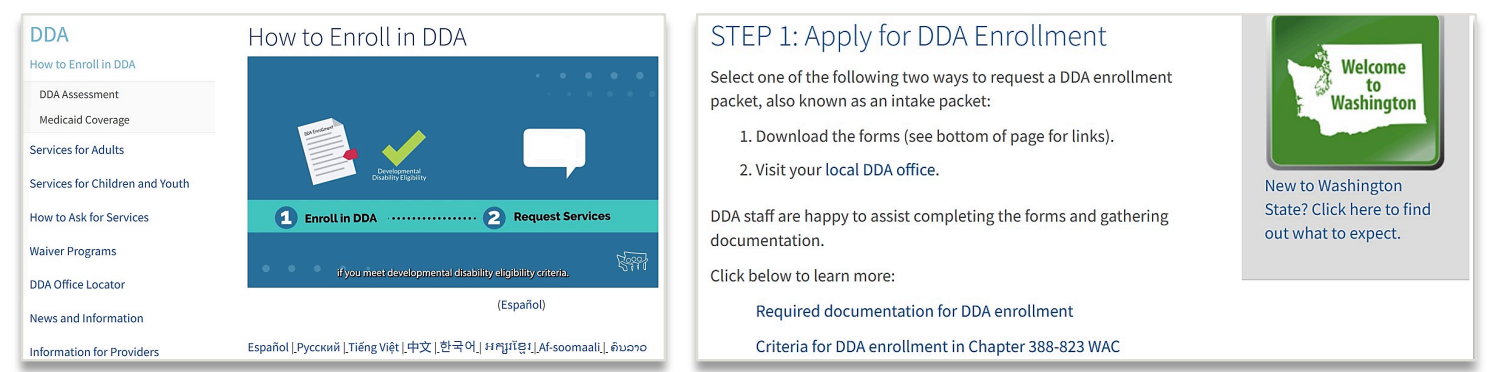 DDA
How to Enroll in DDA
DDA Assessment
Medicaid Coverage
Services for Adults
Services for Children and Youth
How to Ask for Services
Waiver Programs
DDA Office Locator
News and Information
Information for Providers
How to Enroll in DDA
DDA Enrollment
Developmental
Disability Eligibility
1 Enroll in DDA 2 Request Services
if you meet developmental disability eligibility criteria.
(Español)
Español | Русский | Tiếng Việt | 中文 | 한국어 | អក្សរខ្មែរ | Af-soomaali | ຄົນລາວ
STEP 1: Apply for DDA Enrollment
Select one of the following two ways to request a DDA enrollment
packet, also known as an intake packet:
1. Download the forms (see bottom of page for links).
2. Visit your local DDA office.
DDA staff are happy to assist completing the forms and gathering
documentation.
Click below to learn more:
Required documentation for DDA enrollment
Criteria for DDA enrollment in Chapter 388-823 WAC
Welcome
to
Washington
New to Washington
State? Click here to find
out what to expect.